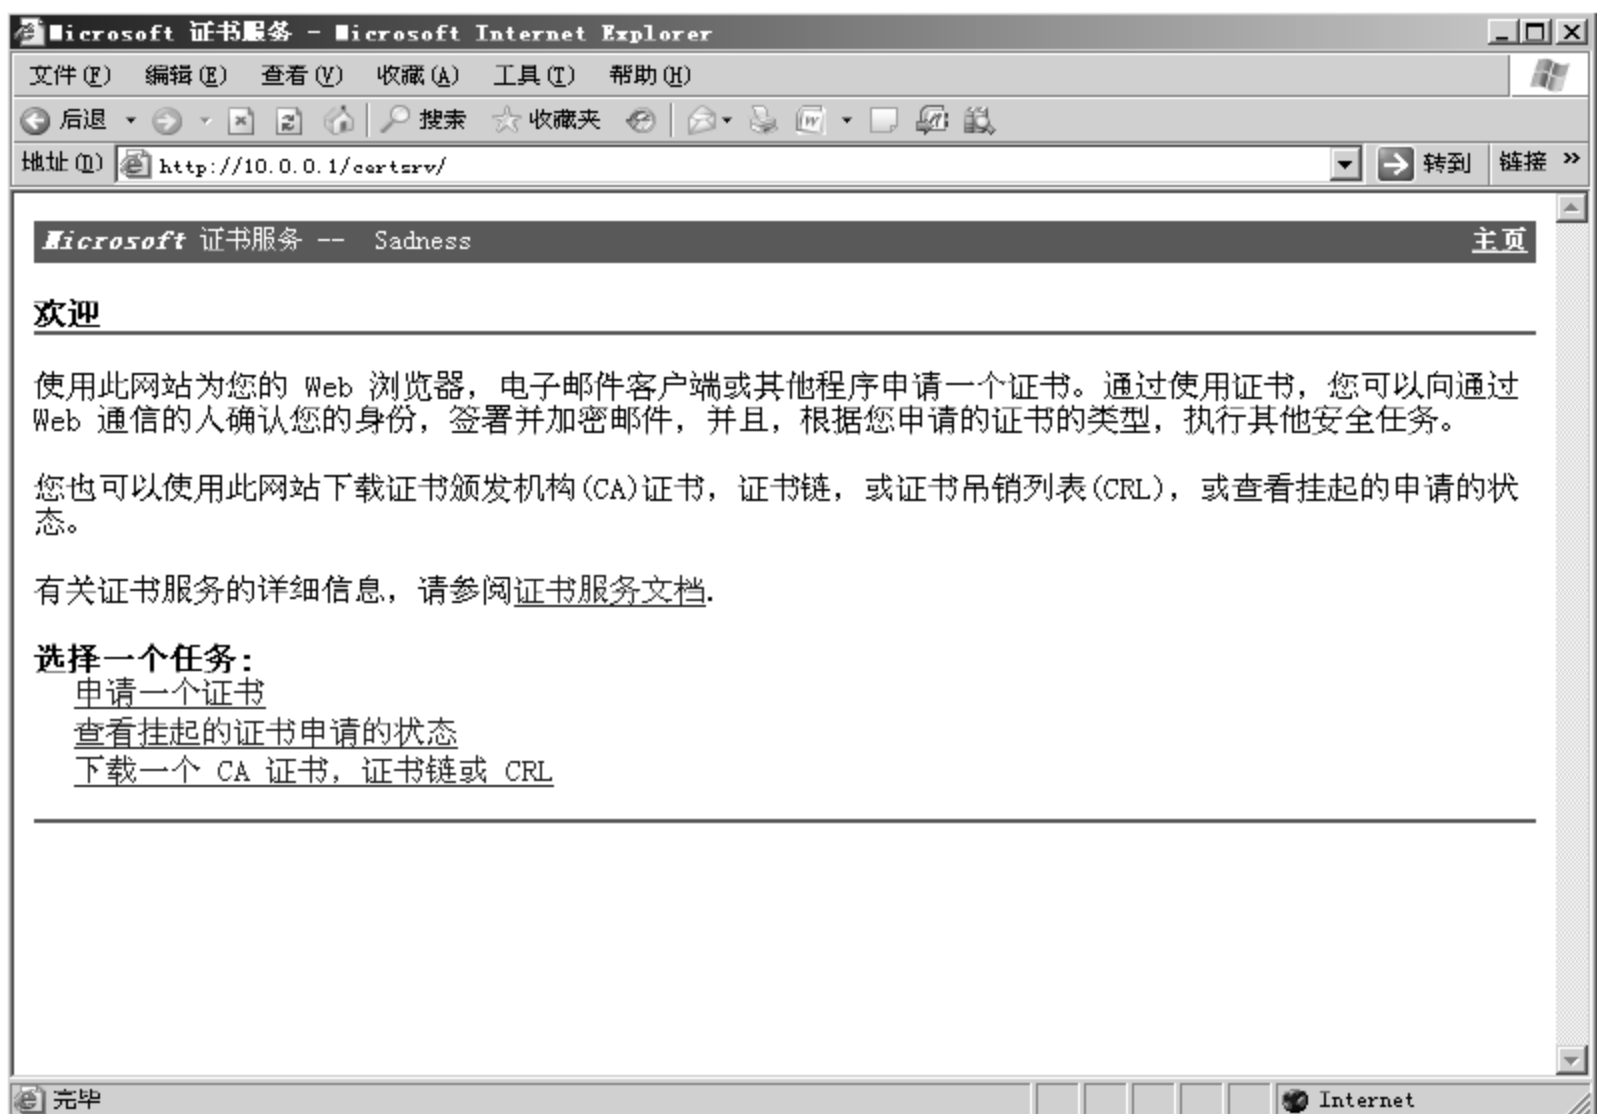 Microsoft 证书服务 - Microsoft Internet Explorer
文件(F) 编辑(E) 查看(V) 收藏(A) 工具(T) 帮助(H)
后退 搜索 收藏夹
地址(D) http://10.0.0.1/certsrv/ 转到 链接 »
Microsoft 证书服务 -- Sadness 主页
欢迎
使用此网站为您的 Web 浏览器，电子邮件客户端或其他程序申请一个证书。通过使用证书，您可以向通过
Web 通信的人确认您的身份，签署并加密邮件，并且，根据您申请的证书的类型，执行其他安全任务。
您也可以使用此网站下载证书颁发机构(CA)证书，证书链，或证书吊销列表(CRL)，或查看挂起的申请的状
态。
有关证书服务的详细信息，请参阅证书服务文档.
选择一个任务:
申请一个证书
查看挂起的证书申请的状态
下载一个 CA 证书，证书链或 CRL
完毕 Internet